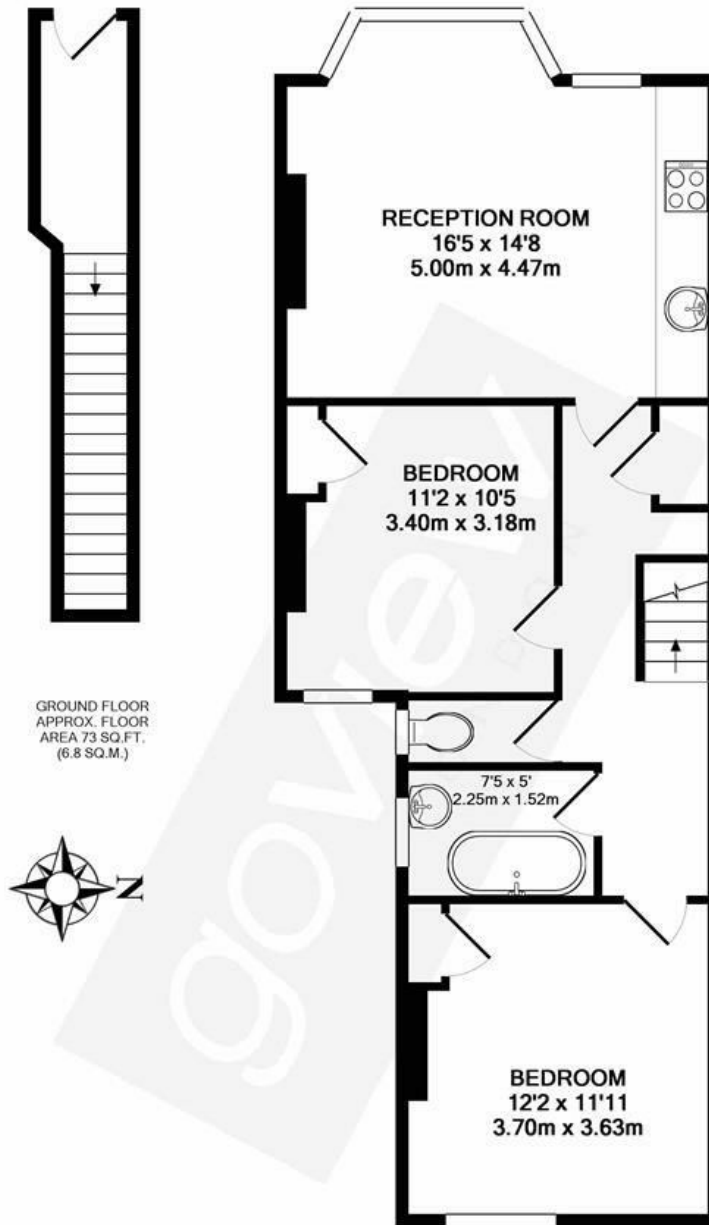 RECEPTION ROOM
16'5 x 14'8
5.00m x 4.47m
BEDROOM
11'2 x 10'5
3.40m x 3.18m
GROUND FLOOR
APPROX. FLOOR
AREA 73 SQ.FT.
(6.8 SQ.M.)
7'5 x 5'
2.25m x 1.52m
N
BEDROOM
12'2 x 11'11
3.70m x 3.63m